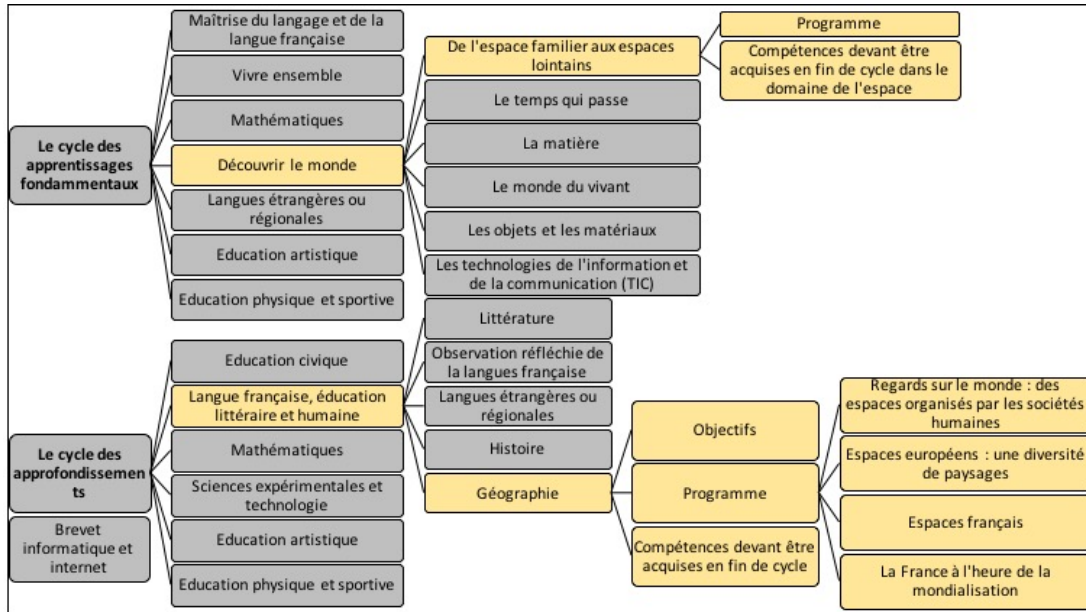 Le cycle des
apprentissages
fondammentaux
Maîtrise du langage et de la
langue française
Vivre ensemble
Mathématiques
Découvrir le monde
Langues étrangères ou
régionales
Education artistique
Education physique et sportive
De l'espace familier aux espaces
lointains
Le temps qui passe
La matière
Le monde du vivant
Les objets et les matériaux
Les technologies de l'information et
de la communication (TIC)
Programme
Compétences devant être
acquises en fin de cycle dans le
domaine de l'espace
Le cycle des
approfondissemen
ts
Brevet
informatique et
internet
Education civique
Langue française, éducation
littéraire et humaine
Mathématiques
Sciences expérimentales et
technologie
Education artistique
Education physique et sportive
Littérature
Observation réfléchie de
la langues française
Langues étrangères ou
régionales
Histoire
Géographie
Objectifs
Programme
Compétences devant être
acquises en fin de cycle
Regards sur le monde : des
espaces organisés par les sociétés
humaines
Espaces européens : une diversité
de paysages
Espaces français
La France à l'heure de la
mondialisation